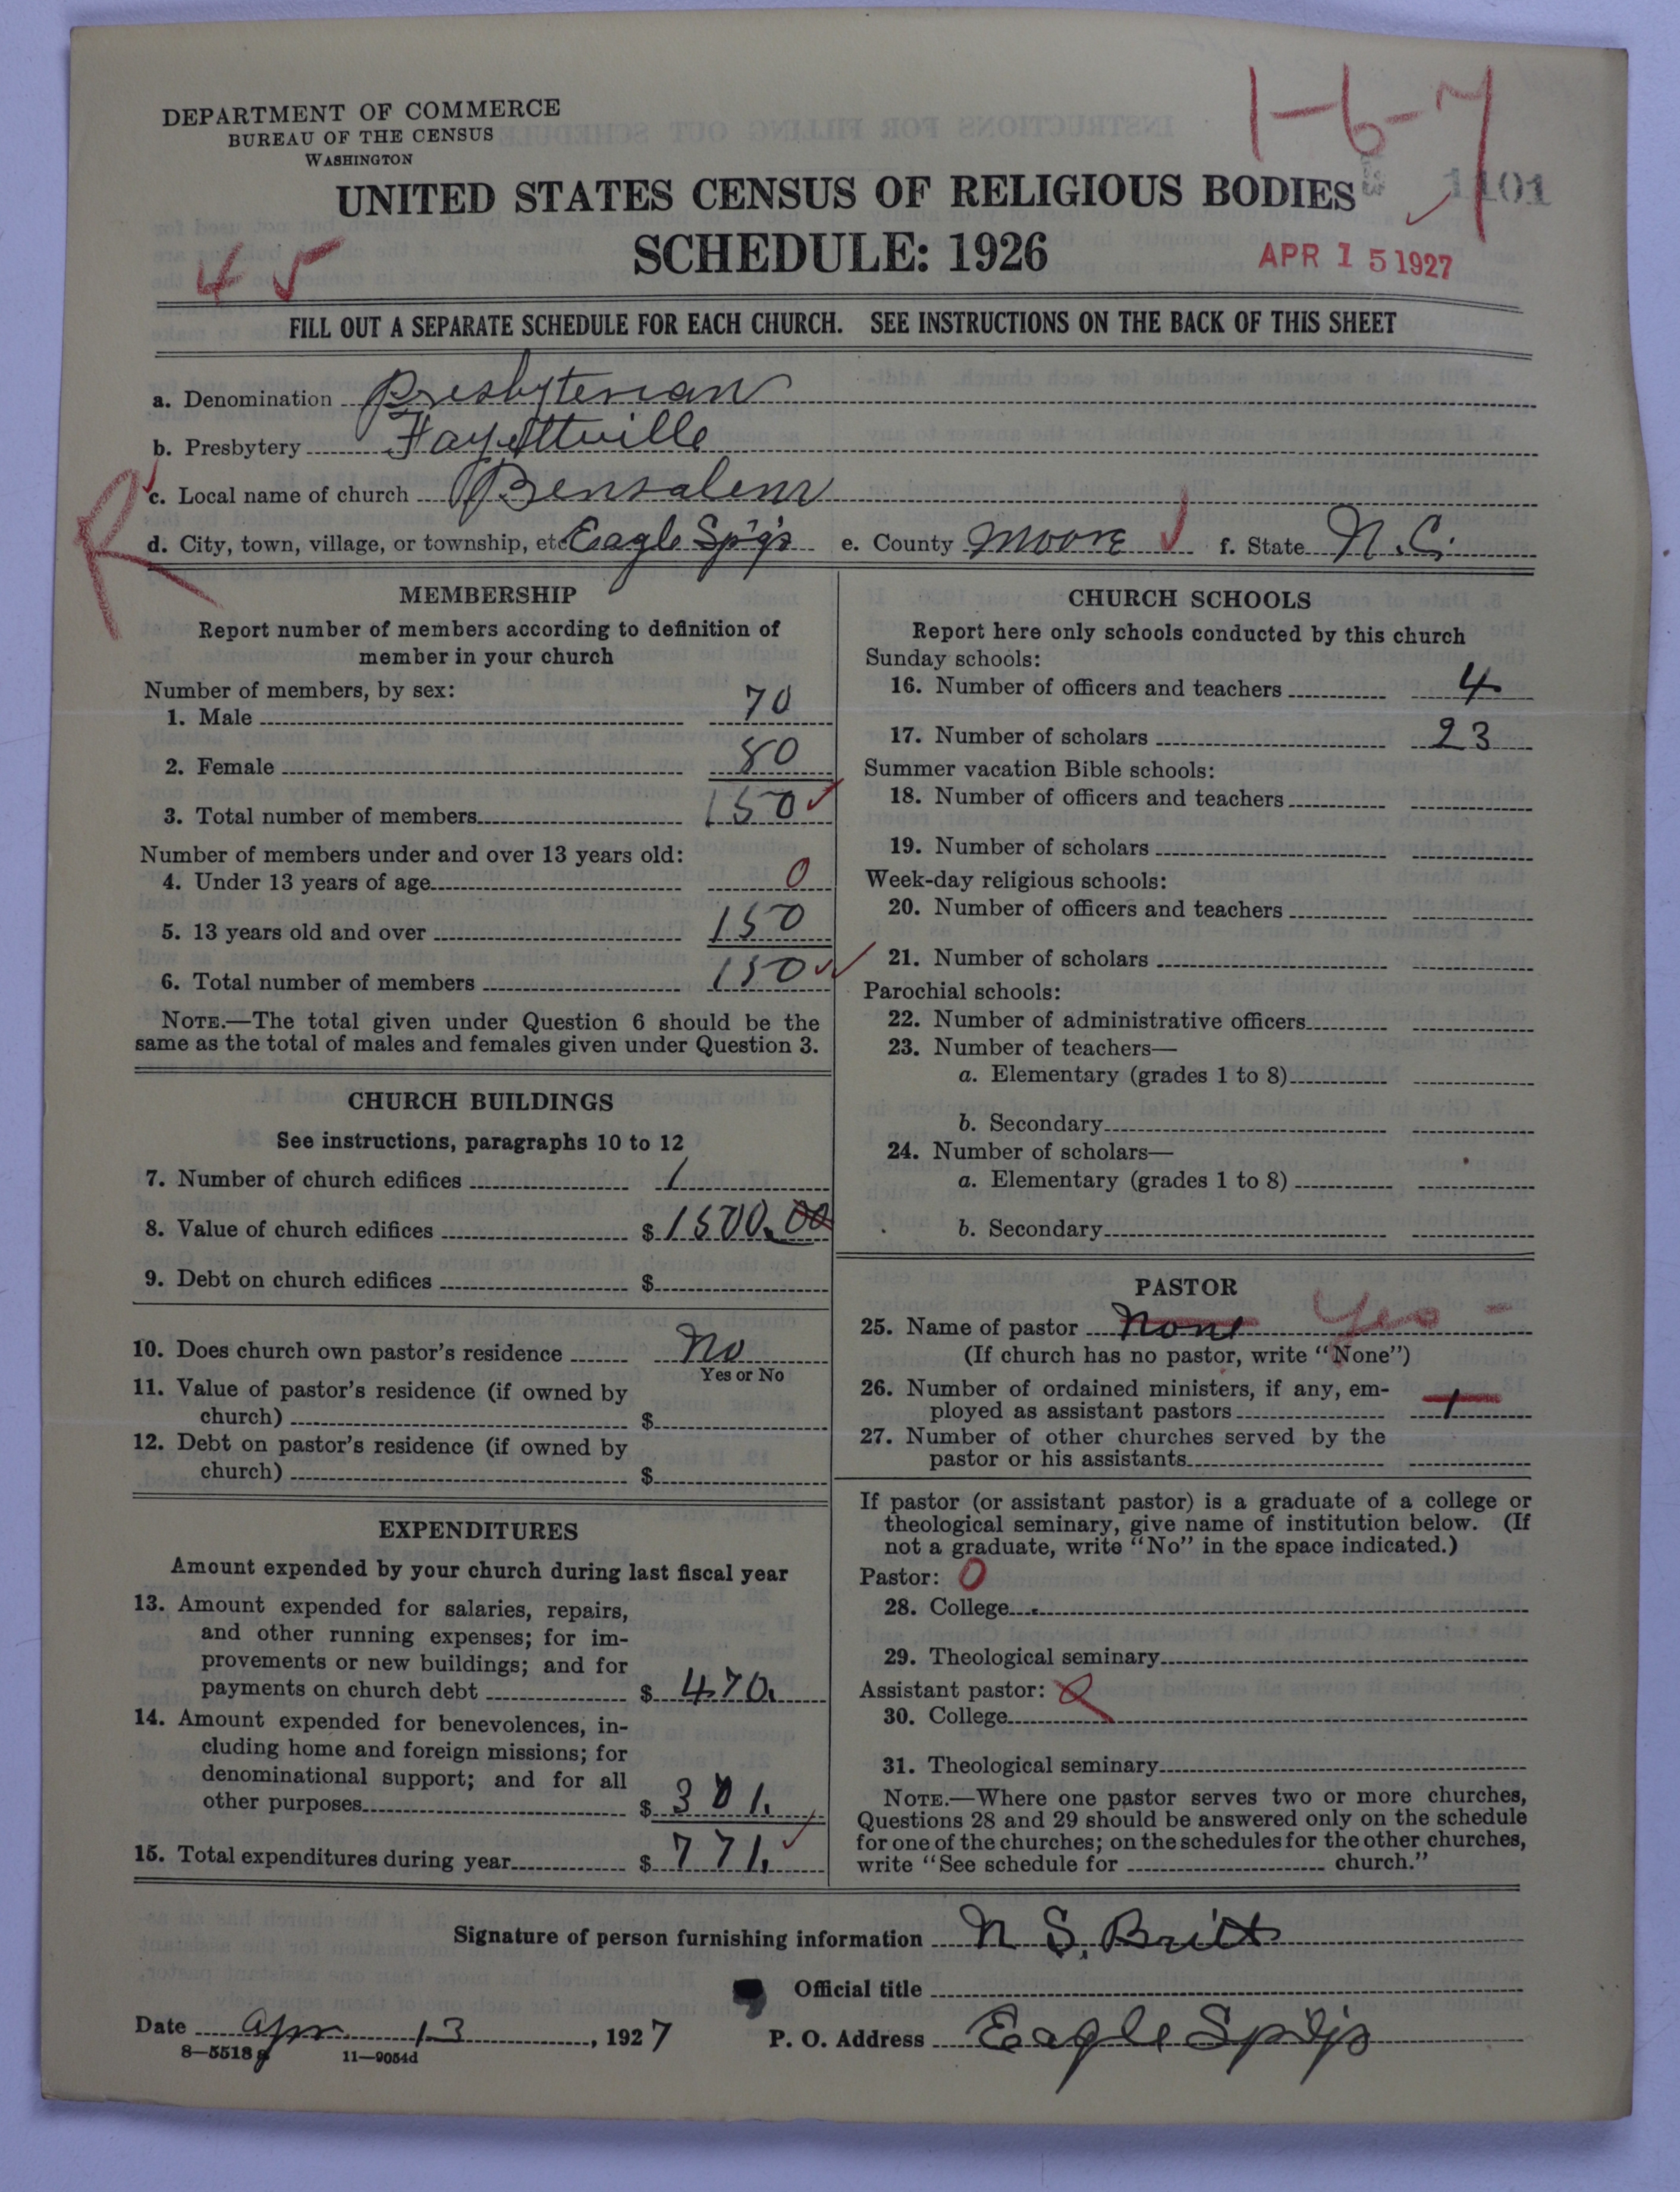 DEPARTMENT OF COMMERCE
BUREAU OF THE CENSUS
WASHINGTON
1-6-7
UNITED STATES CENSUS OF RELIGIOUS BODIES
1101
SCHEDULE: 1926
45
APR 15 1927
FILL OUT A SEPARATE SCHEDULE FOR EACH CHURCH. SEE INSTRUCTIONS ON THE BACK OF THIS SHEET
a. Denomination Presbyterian
b. Presbytery Fayettville
R
c. Local name of church Bensalem
d. City, town, village, or township, etc. Eagle Sp'g's e. County Moore f. State N.C.
MEMBERSHIP
Report number of members according to definition of
member in your church
Number of members, by sex:
1. Male 70
2. Female 80
3. Total number of members 150
Number of members under and over 13 years old:
4. Under 13 years of age 0
5. 13 years old and over 150
6. Total number of members 150
NOTE.—The total given under Question 6 should be the
same as the total of males and females given under Question 3.
CHURCH BUILDINGS
See instructions, paragraphs 10 to 12
7. Number of church edifices 1
8. Value of church edifices $ 1500.00
9. Debt on church edifices $
10. Does church own pastor's residence No
Yes or No
11. Value of pastor's residence (if owned by
church) $
12. Debt on pastor's residence (if owned by
church) $
EXPENDITURES
Amount expended by your church during last fiscal year
13. Amount expended for salaries, repairs,
and other running expenses; for im-
provements or new buildings; and for
payments on church debt $ 470.
14. Amount expended for benevolences, in-
cluding home and foreign missions; for
denominational support; and for all
other purposes $ 301.
15. Total expenditures during year $ 771.
CHURCH SCHOOLS
Report here only schools conducted by this church
Sunday schools:
16. Number of officers and teachers 4
17. Number of scholars 23
Summer vacation Bible schools:
18. Number of officers and teachers
19. Number of scholars
Week-day religious schools:
20. Number of officers and teachers
21. Number of scholars
Parochial schools:
22. Number of administrative officers
23. Number of teachers—
a. Elementary (grades 1 to 8)
b. Secondary
24. Number of scholars—
a. Elementary (grades 1 to 8)
b. Secondary
PASTOR
25. Name of pastor None Yes -
(If church has no pastor, write "None")
26. Number of ordained ministers, if any, em-
ployed as assistant pastors 1
27. Number of other churches served by the
pastor or his assistants
If pastor (or assistant pastor) is a graduate of a college or
theological seminary, give name of institution below. (If
not a graduate, write "No" in the space indicated.)
Pastor: 0
28. College
29. Theological seminary
Assistant pastor:
30. College
31. Theological seminary
NOTE.—Where one pastor serves two or more churches,
Questions 28 and 29 should be answered only on the schedule
for one of the churches; on the schedules for the other churches,
write "See schedule for church."
Signature of person furnishing information N S. Britt
Official title
Date Apr 13, 1927 P. O. Address Eagle Sp'gs
8—5518g 11—9054d